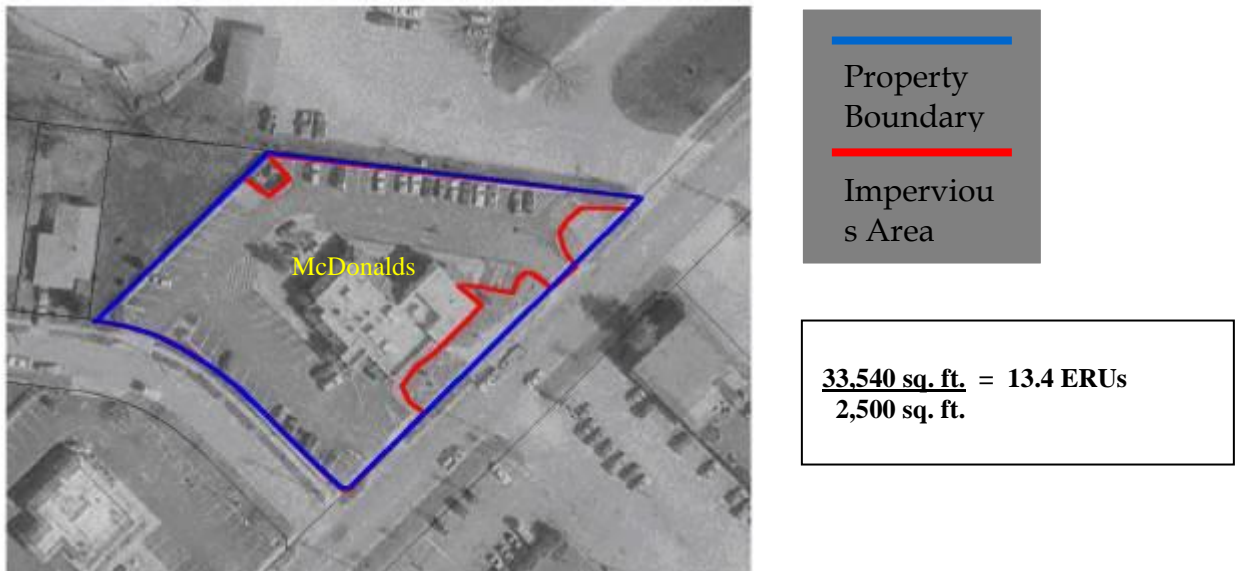 McDonalds
Property
Boundary
Imperviou
s Area
33,540 sq. ft. = 13.4 ERUs
2,500 sq. ft.